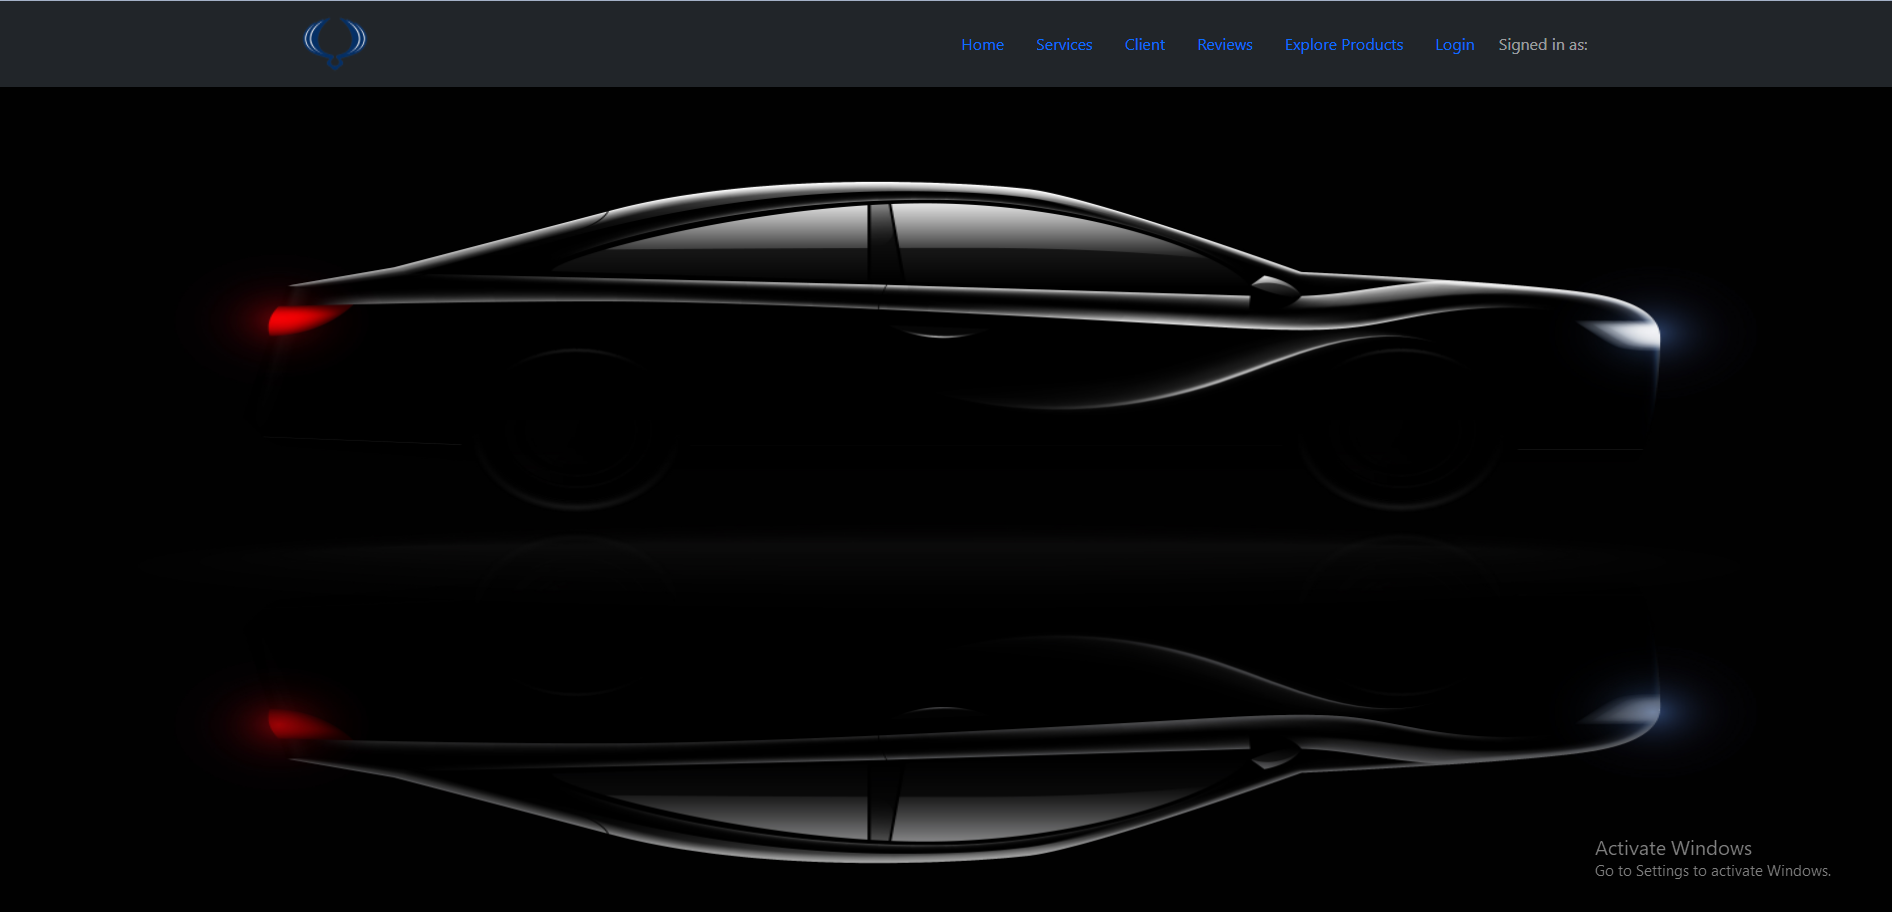 Home Services Client Reviews Explore Products Login Signed in as:
Activate Windows
Go to Settings to activate Windows.